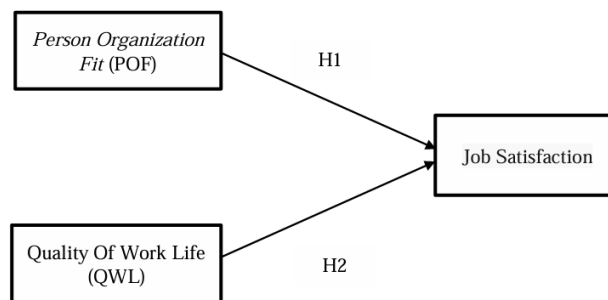 Person Organization
Fit (POF)
H1
Job Satisfaction
Quality Of Work Life
(QWL)
H2